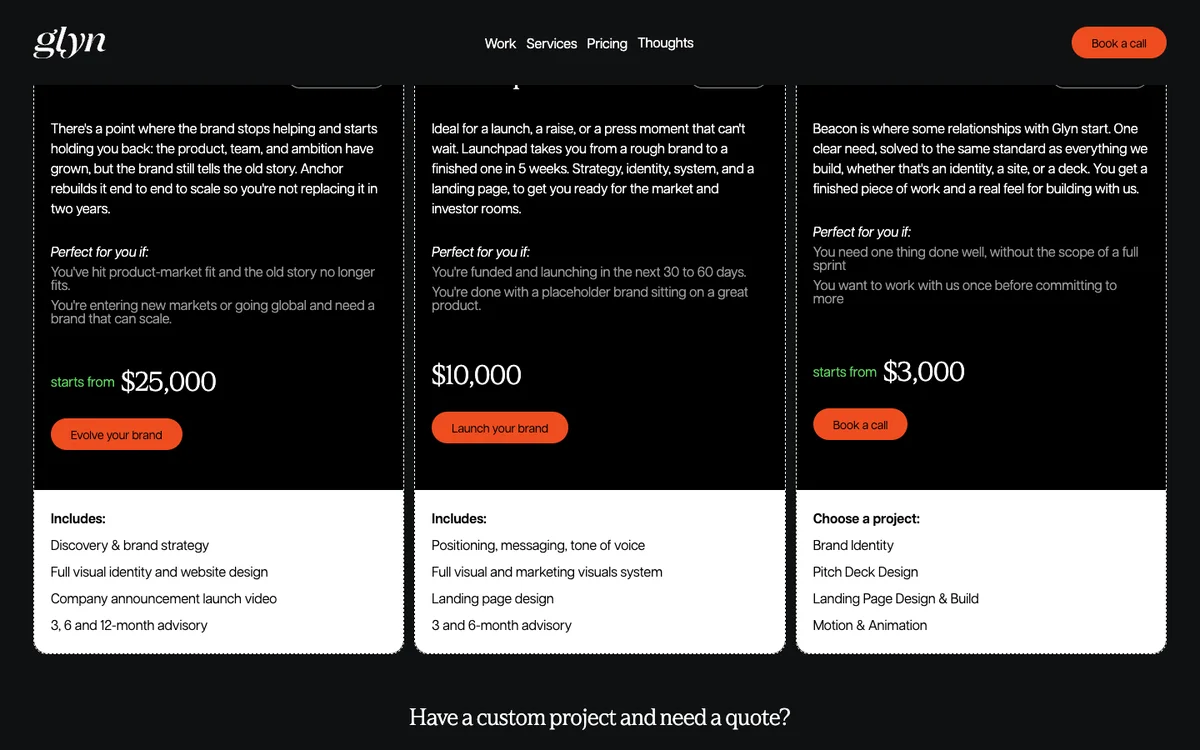 glyn
Work Services Pricing Thoughts
Book a call
There's a point where the brand stops helping and starts
holding you back: the product, team, and ambition have
grown, but the brand still tells the old story. Anchor
rebuilds it end to end to scale so you're not replacing it in
two years.
Perfect for you if:
You've hit product-market fit and the old story no longer
fits.
You're entering new markets or going global and need a
brand that can scale.
starts from $25,000
Evolve your brand
Includes:
Discovery & brand strategy
Full visual identity and website design
Company announcement launch video
3, 6 and 12-month advisory
Ideal for a launch, a raise, or a press moment that can't
wait. Launchpad takes you from a rough brand to a
finished one in 5 weeks. Strategy, identity, system, and a
landing page, to get you ready for the market and
investor rooms.
Perfect for you if:
You're funded and launching in the next 30 to 60 days.
You're done with a placeholder brand sitting on a great
product.
$10,000
Launch your brand
Includes:
Positioning, messaging, tone of voice
Full visual and marketing visuals system
Landing page design
3 and 6-month advisory
Beacon is where some relationships with Glyn start. One
clear need, solved to the same standard as everything we
build, whether that's an identity, a site, or a deck. You get a
finished piece of work and a real feel for building with us.
Perfect for you if:
You need one thing done well, without the scope of a full
sprint
You want to work with us once before committing to
more
starts from $3,000
Book a call
Choose a project:
Brand Identity
Pitch Deck Design
Landing Page Design & Build
Motion & Animation
Have a custom project and need a quote?